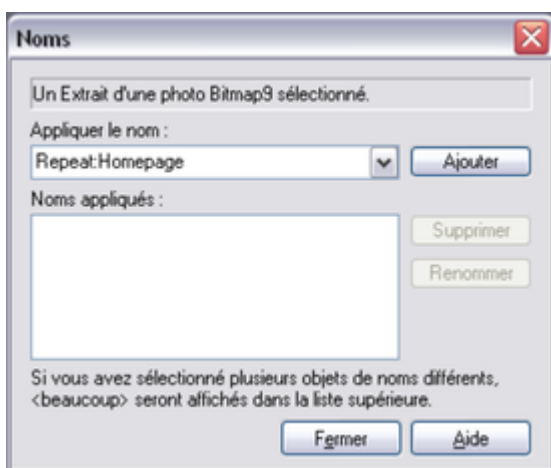 Noms
Un Extrait d'une photo Bitmap9 sélectionné.
Appliquer le nom :
Repeat:Homepage
Ajouter
Noms appliqués :
Supprimer
Renommer
Si vous avez sélectionné plusieurs objets de noms différents,
<beaucoup> seront affichés dans la liste supérieure.
Fermer
Aide